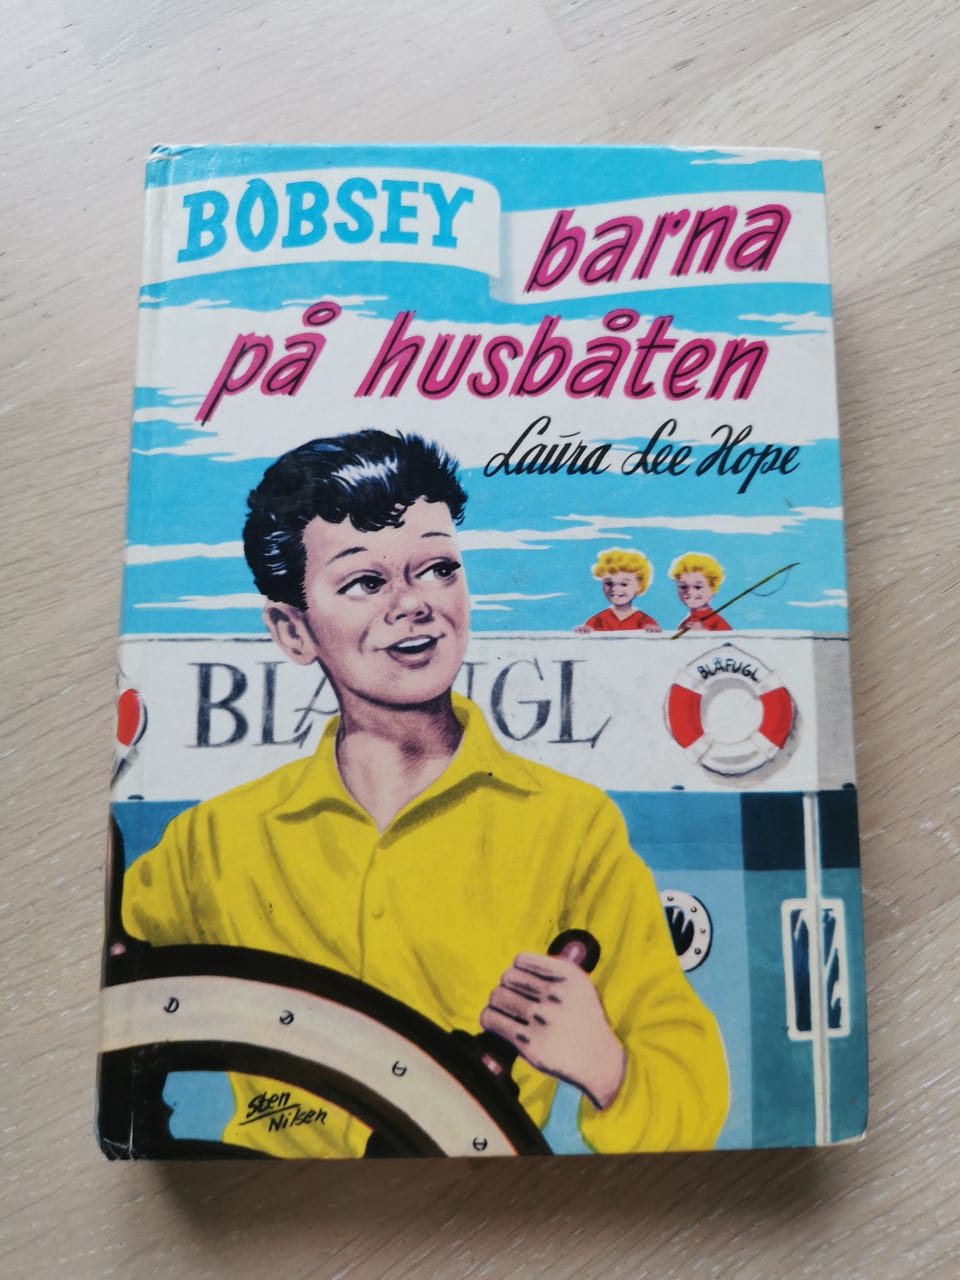 BOBSEY
barna
på husbåten
Laura Lee Hope
BLÅFUGL
BLÅFUGL
Sten
Nilsen